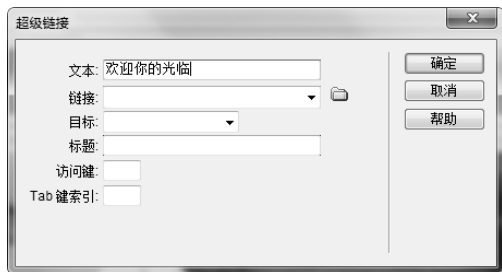 超级链接
文本: 欢迎你的光临
链接:
目标:
标题:
访问键:
Tab 键索引:
确定
取消
帮助